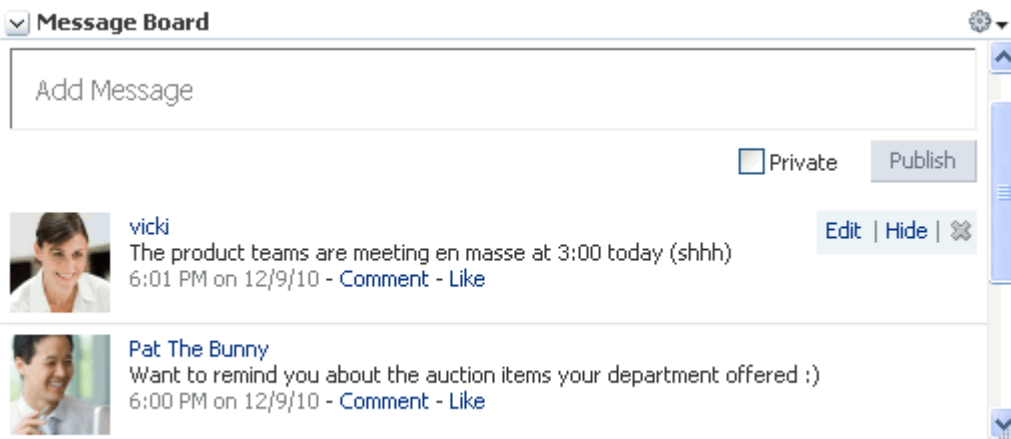 Message Board
Add Message
Private Publish
vicki Edit | Hide |
The product teams are meeting en masse at 3:00 today (shhh)
6:01 PM on 12/9/10 - Comment - Like
Pat The Bunny
Want to remind you about the auction items your department offered :)
6:00 PM on 12/9/10 - Comment - Like